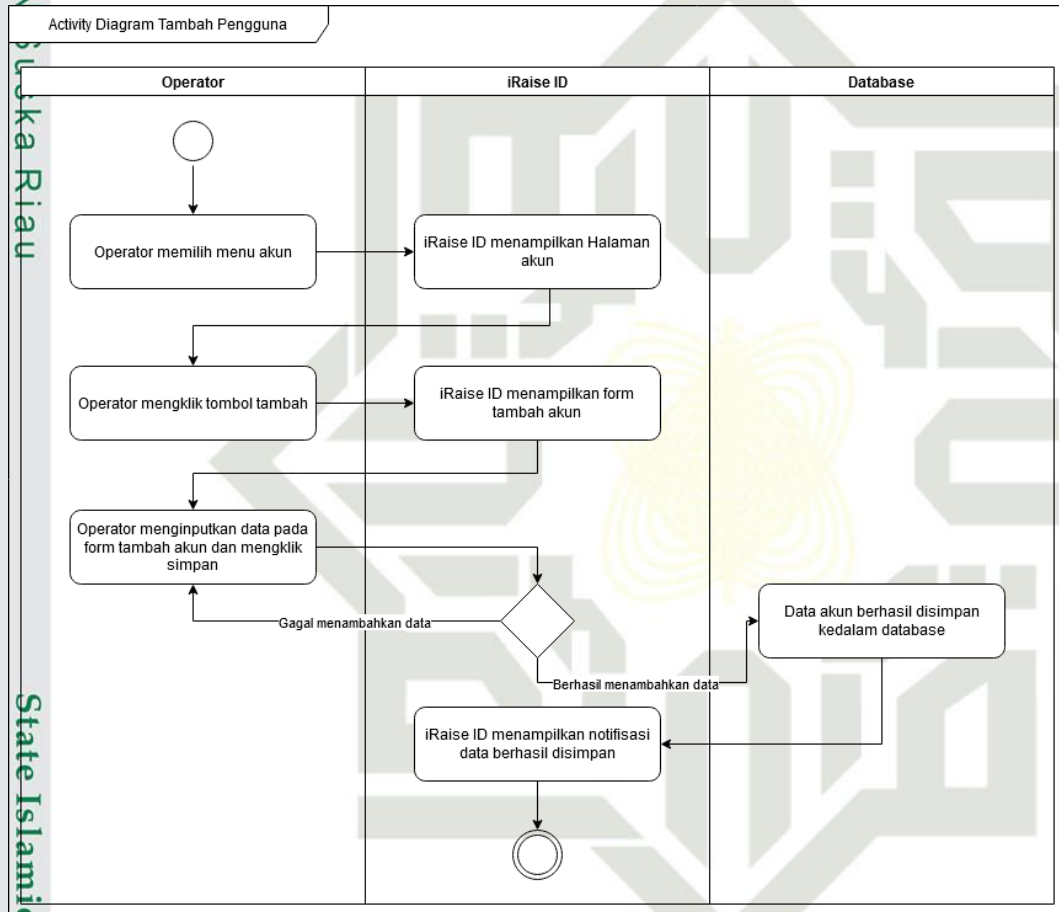 Activity Diagram Tambah Pengguna
Operator
iRaise ID
Database
Operator memilih menu akun
iRaise ID menampilkan Halaman
akun
Operator mengklik tombol tambah
iRaise ID menampilkan form
tambah akun
Operator menginputkan data pada
form tambah akun dan mengklik
simpan
Gagal menambahkan data
Data akun berhasil disimpan
kedalam database
Berhasil menambahkan data
iRaise ID menampilkan notifisasi
data berhasil disimpan
Suska Riau
State Islamic